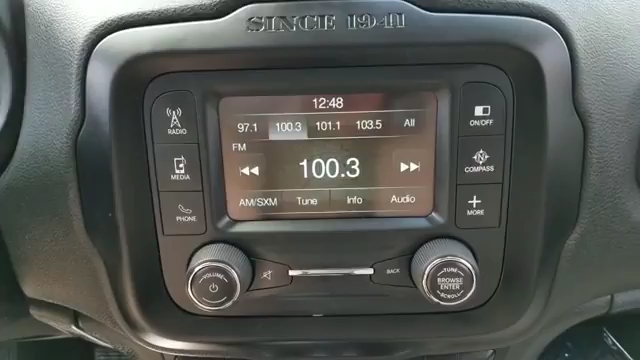 SINCE 1941
12:48
97.1 100.3 101.1 103.5 All
FM
100.3
AM/SXM Tune Info Audio
RADIO
MEDIA
PHONE
ON/OFF
COMPASS
MORE
VOLUME
BACK
TUNE
BROWSE
ENTER
SCROLL